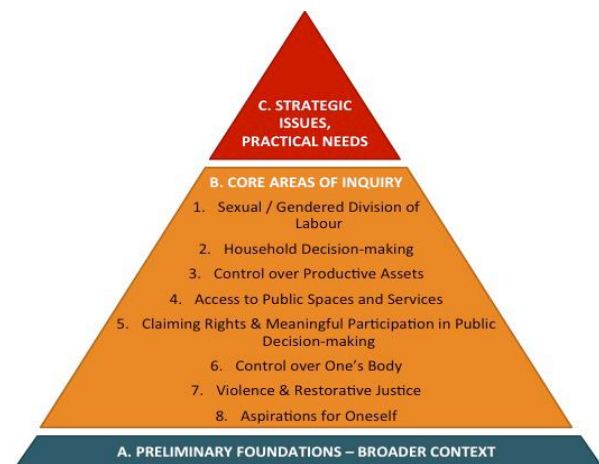 C. STRATEGIC
ISSUES,
PRACTICAL NEEDS
B. CORE AREAS OF INQUIRY
1. Sexual / Gendered Division of
Labour
2. Household Decision-making
3. Control over Productive Assets
4. Access to Public Spaces and Services
5. Claiming Rights & Meaningful Participation in Public
Decision-making
6. Control over One's Body
7. Violence & Restorative Justice
8. Aspirations for Oneself
A. PRELIMINARY FOUNDATIONS – BROADER CONTEXT